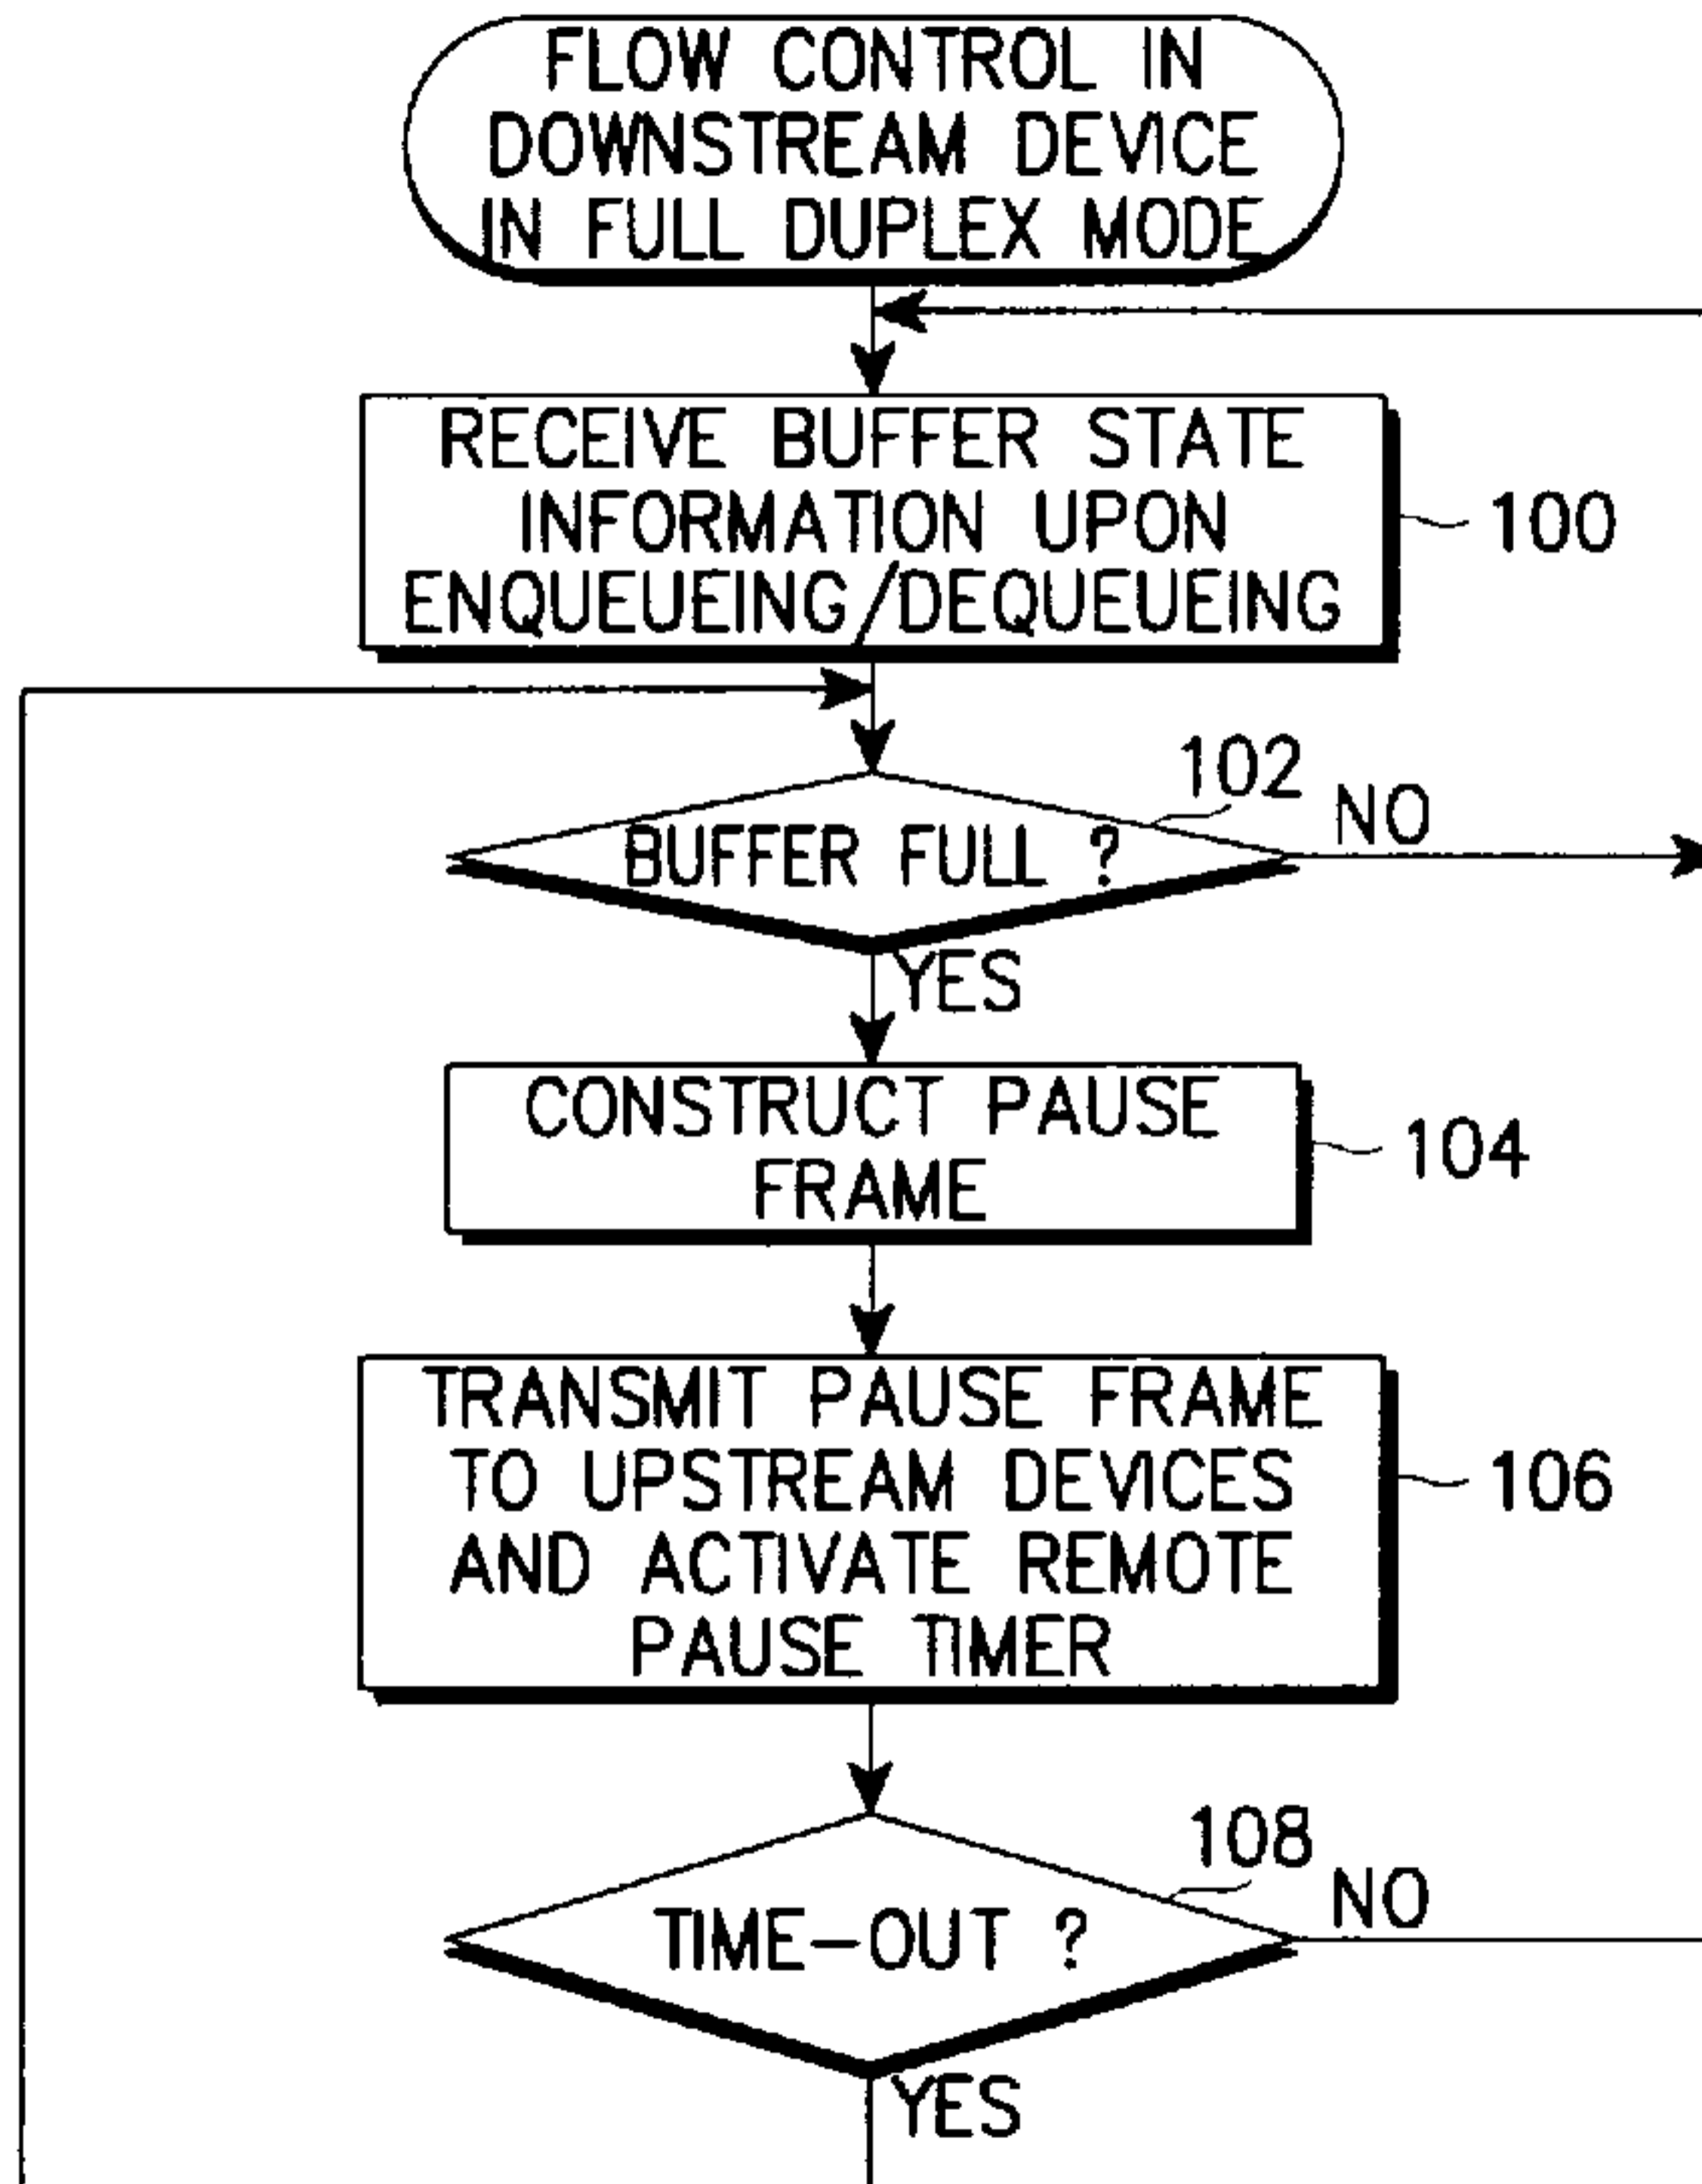 FLOW CONTROL IN
DOWNSTREAM DEVICE
IN FULL DUPLEX MODE
RECEIVE BUFFER STATE
INFORMATION UPON
ENQUEUEING/DEQUEUEING
100
102
NO
BUFFER FULL ?
YES
CONSTRUCT PAUSE
FRAME
104
TRANSMIT PAUSE FRAME
TO UPSTREAM DEVICES
AND ACTIVATE REMOTE
PAUSE TIMER
106
108
NO
TIME-OUT ?
YES